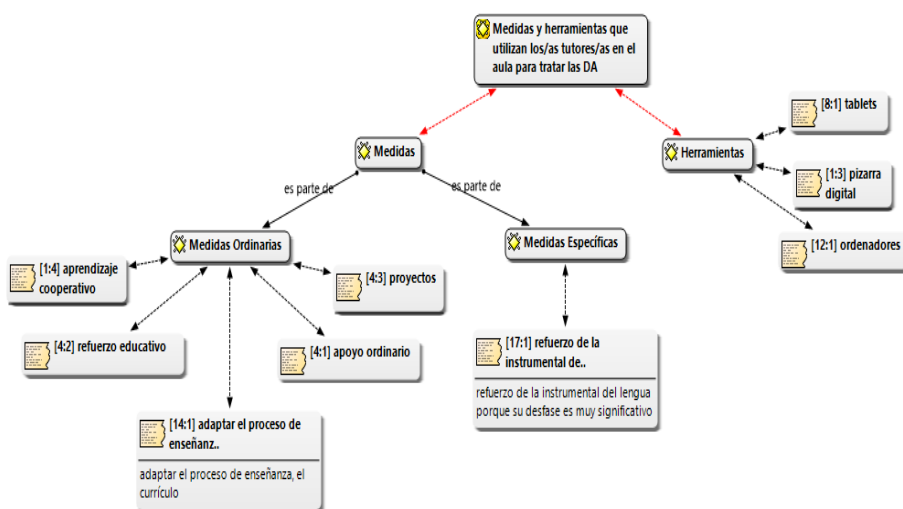 Medidas y herramientas que
utilizan los/as tutores/as en el
aula para tratar las DA
[8:1] tablets
Medidas
Herramientas
[1:3] pizarra
digital
es parte de
es parte de
Medidas Ordinarias
Medidas Específicas
[12:1] ordenadores
[1:4] aprendizaje
cooperativo
[4:3] proyectos
[4:2] refuerzo educativo
[4:1] apoyo ordinario
[17:1] refuerzo de la
instrumental de..
refuerzo de la instrumental del lengua
porque su desfase es muy significativo
[14:1] adaptar el proceso de
enseñanz..
adaptar el proceso de enseñanza, el
currículo